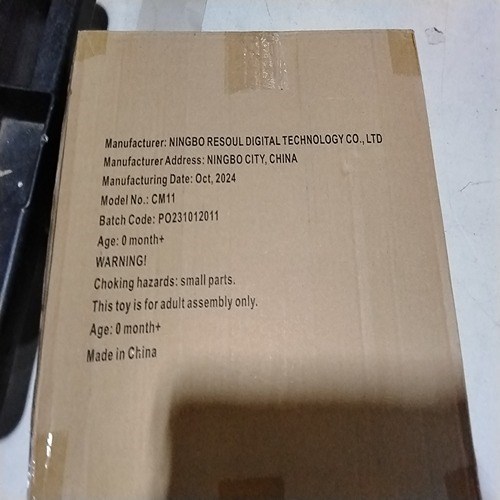 Manufacturer: NINGBO RESOUL DIGITAL TECHNOLOGY CO., LTD
Manufacturer Address: NINGBO CITY, CHINA
Manufacturing Date: Oct, 2024
Model No.: CM11
Batch Code: PO231012011
Age: 0 month+
WARNING!
Choking hazards: small parts.
This toy is for adult assembly only.
Age: 0 month+
Made in China